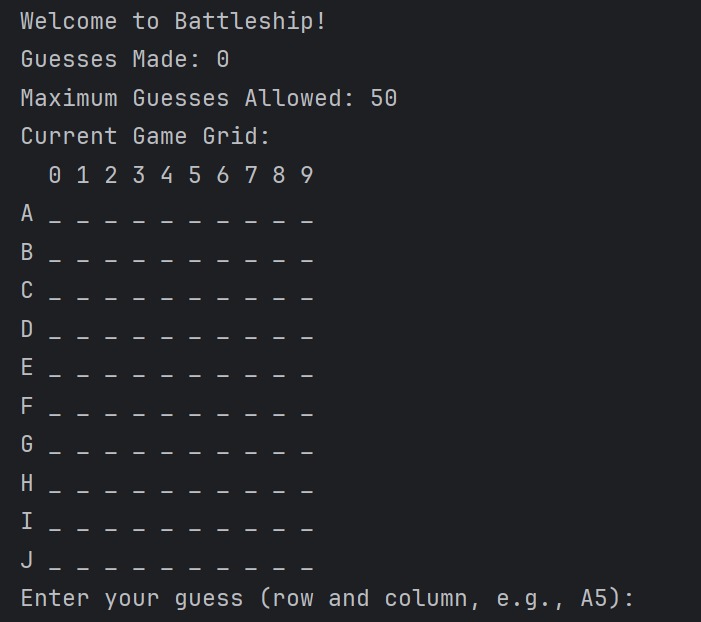 Welcome to Battleship!
Guesses Made: 0
Maximum Guesses Allowed: 50
Current Game Grid:
  0 1 2 3 4 5 6 7 8 9
A _ _ _ _ _ _ _ _ _ _
B _ _ _ _ _ _ _ _ _ _
C _ _ _ _ _ _ _ _ _ _
D _ _ _ _ _ _ _ _ _ _
E _ _ _ _ _ _ _ _ _ _
F _ _ _ _ _ _ _ _ _ _
G _ _ _ _ _ _ _ _ _ _
H _ _ _ _ _ _ _ _ _ _
I _ _ _ _ _ _ _ _ _ _
J _ _ _ _ _ _ _ _ _ _
Enter your guess (row and column, e.g., A5):